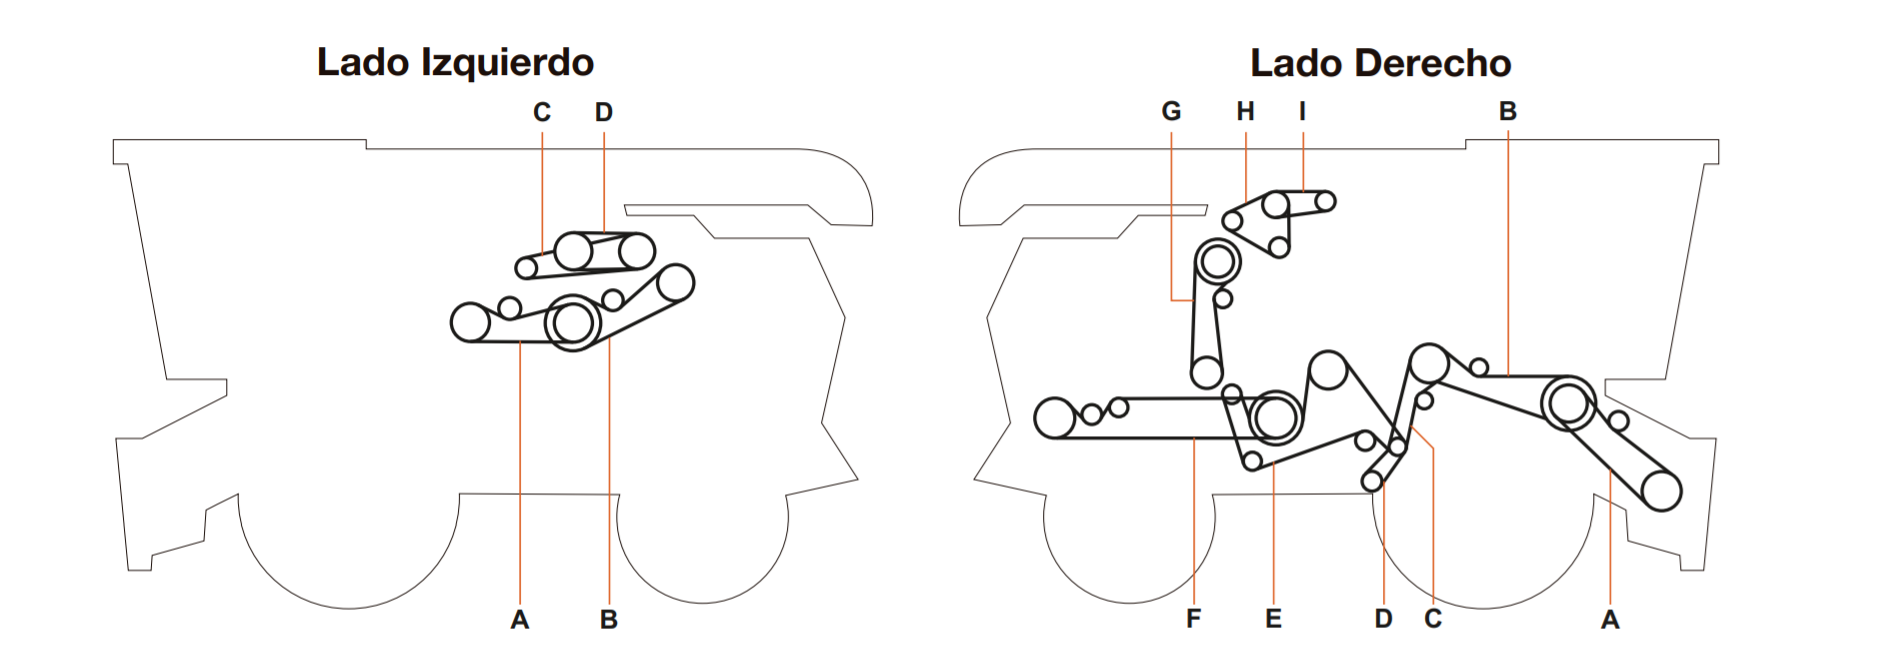 Lado Izquierdo
C D
A B
Lado Derecho
G H I B
F E D C A